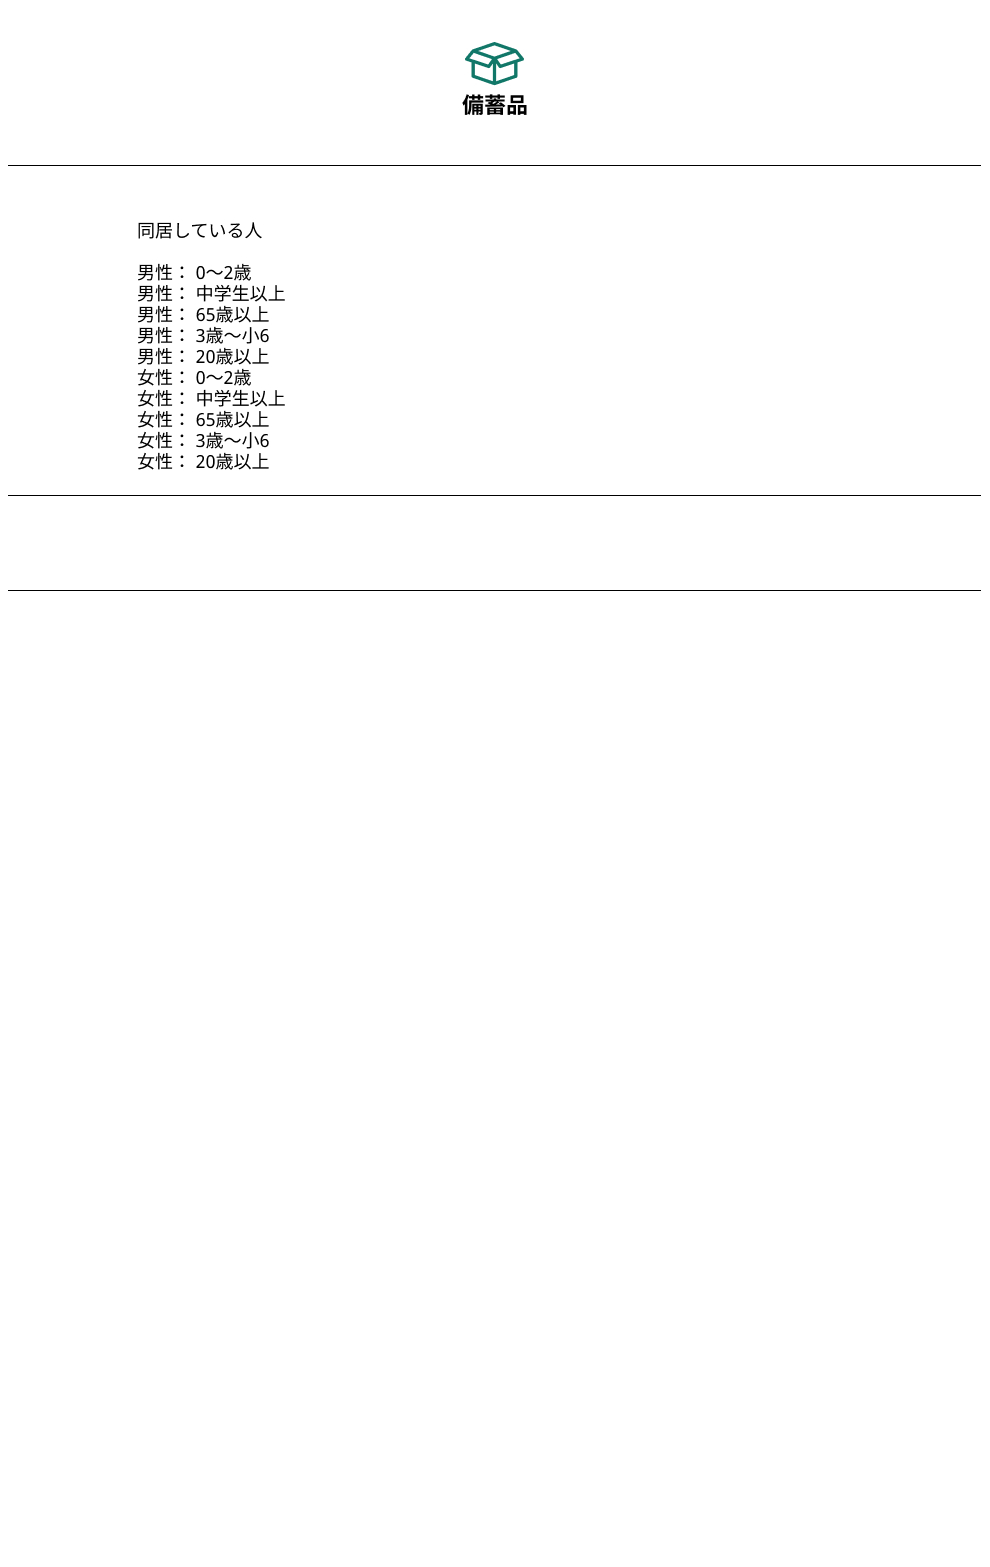 備蓄品
同居している人
男性： 0〜2歳
男性： 中学生以上
男性： 65歳以上
男性： 3歳〜小6
男性： 20歳以上
女性： 0〜2歳
女性： 中学生以上
女性： 65歳以上
女性： 3歳〜小6
女性： 20歳以上